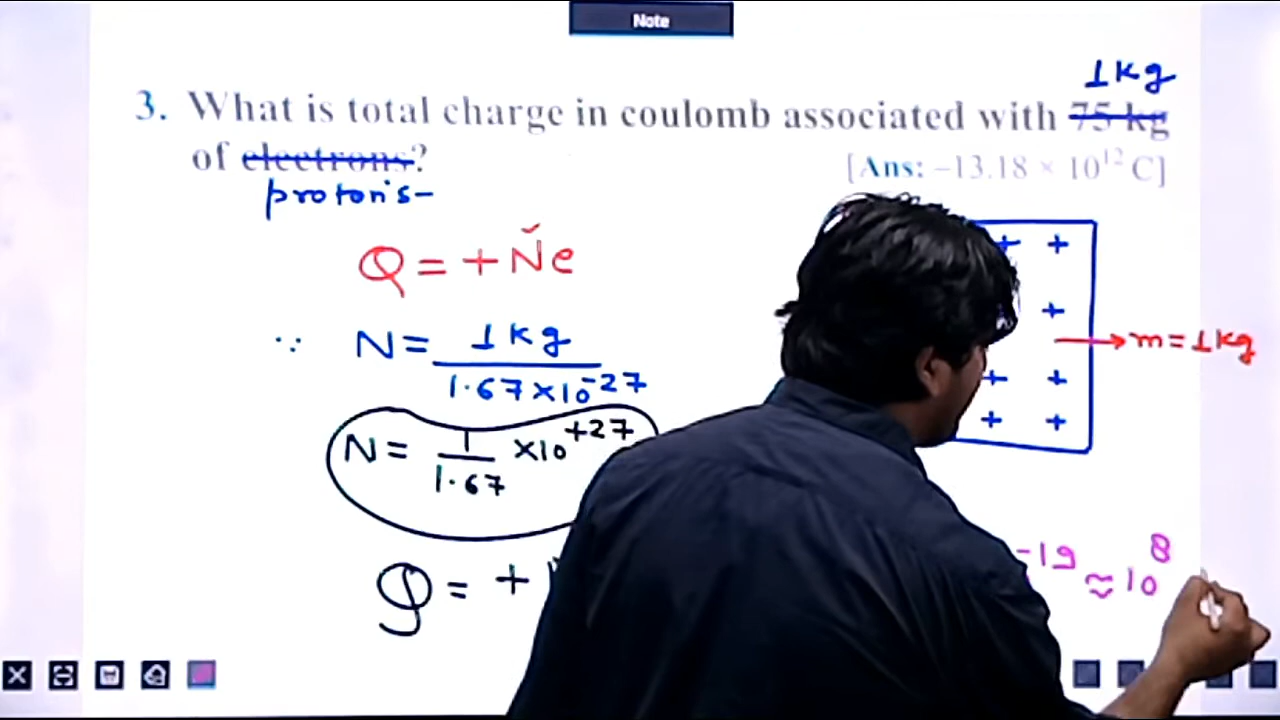 Note
1kg
3. What is total charge in coulomb associated with 75 kg
of electrons?
[Ans: –13.18 × 10¹² C]
proton's-
Q = + Ne
∵ N = 1kg / 1.67×10⁻²⁷
m = 1kg
N = 1/1.67 ×10⁺²⁷
Q = +
-19 ≈ 10⁸